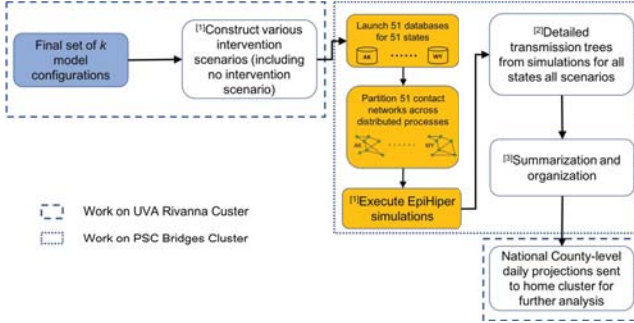 Final set of k
model
configurations
[1]Construct various
intervention
scenarios (including
no intervention
scenario)
Launch 51 databases
for 51 states
AK
......
WY
Partition 51 contact
networks across
distributed processes
AK
......
WY
[1]Execute EpiHiper
simulations
[2]Detailed
transmission trees
from simulations for all
states all scenarios
[3]Summarization and
organization
National County-level
daily projections sent
to home cluster for
further analysis
Work on UVA Rivanna Custer
Work on PSC Bridges Cluster